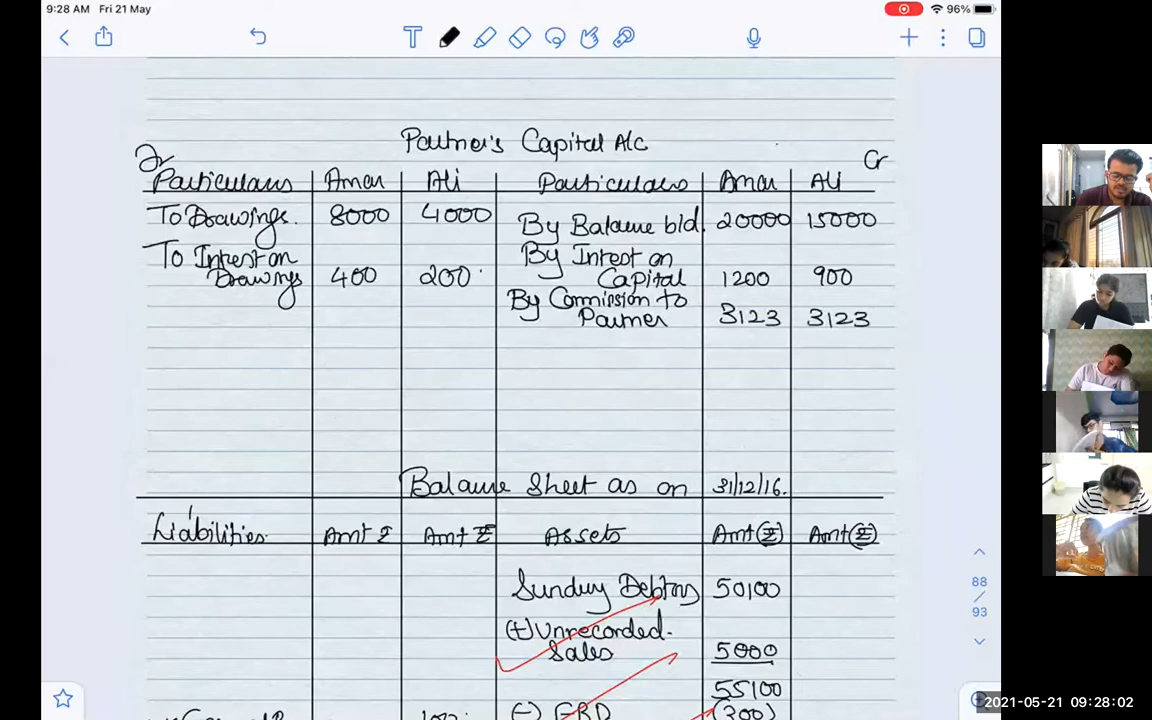 9:28 AM Fri 21 May
96%
Partner's Capital A/c
Dr Cr
Particulars Amar Ali Particulars Amar Ali
To Drawings. 8000 4000 By Balance b/d. 20000 15000
To Interest on Drawings 400 200 By Interest on Capital 1200 900
By Commission to Partner 3123 3123
Balance Sheet as on 31/12/16.
Liabilities Amt ₹ Amt ₹ Assets Amt(₹) Amt(₹)
Sundry Debtors 50100
(+) Unrecorded Sales 5000
55100
(-) (300)
88
/
93
2021-05-21 09:28:02